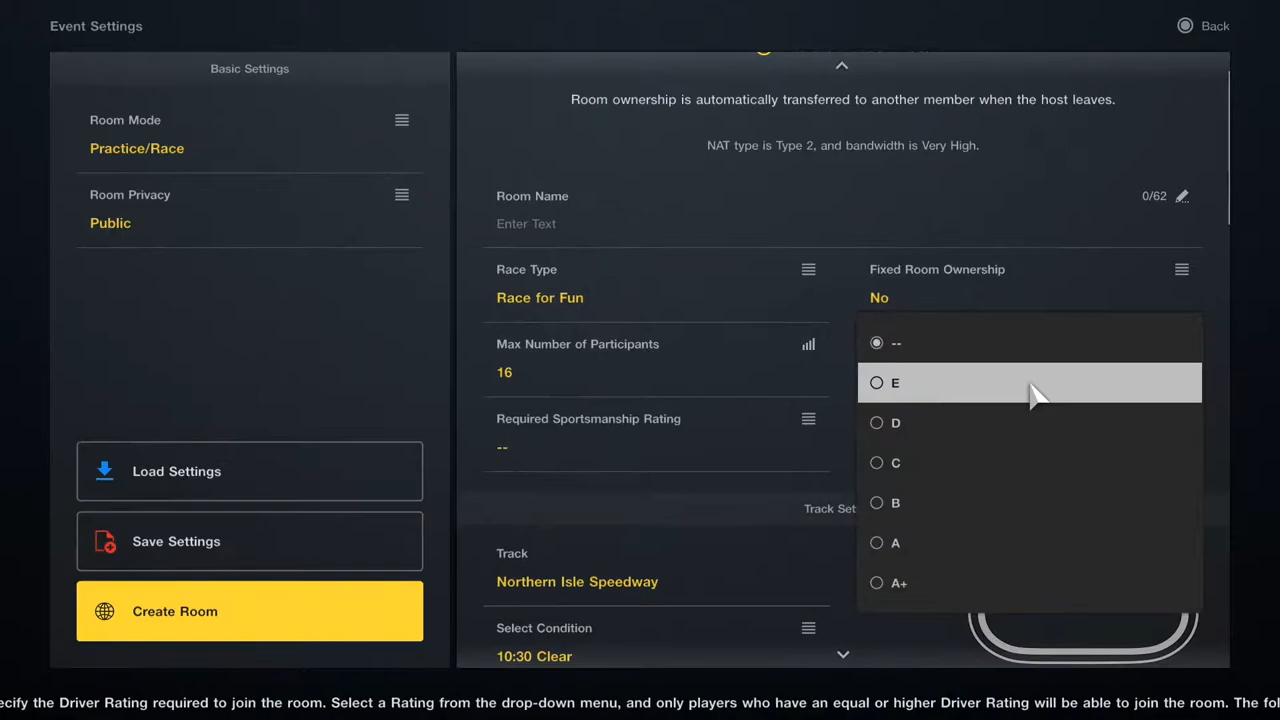 Event Settings
Back
Basic Settings
Room Mode
Practice/Race
Room Privacy
Public
Load Settings
Save Settings
Create Room
Room ownership is automatically transferred to another member when the host leaves.
NAT type is Type 2, and bandwidth is Very High.
Room Name
0/62
Enter Text
Race Type
Race for Fun
Fixed Room Ownership
No
Max Number of Participants
16
Required Sportsmanship Rating
--
--
E
D
C
B
A
A+
Track Set
Track
Northern Isle Speedway
Select Condition
10:30 Clear
cify the Driver Rating required to join the room. Select a Rating from the drop-down menu, and only players who have an equal or higher Driver Rating will be able to join the room. The fo